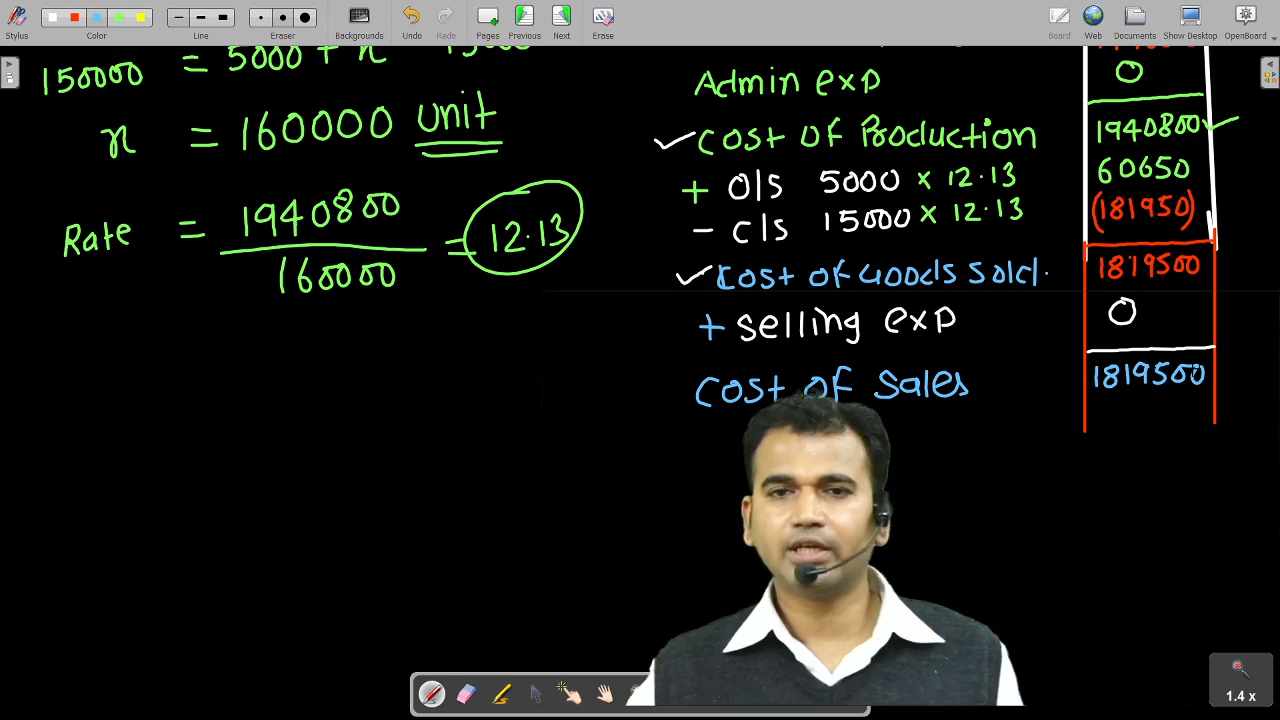 Stylus
Color
Line
Eraser
Backgrounds
Undo
Redo
Pages
Previous
Next
Erase
Board
Web
Documents
Show Desktop
OpenBoard
150000 = 5000 + x - 15000
x = 160000 unit
Rate = 1940800 / 160000 = 12.13
Admin exp 0
Cost of Production 1940800
+ O|S 5000 × 12.13 60650
- C|S 15000 × 12.13 (181950)
Cost of Goods Sold. 1819500
+ selling exp 0
Cost of Sales 1819500
1.4 x